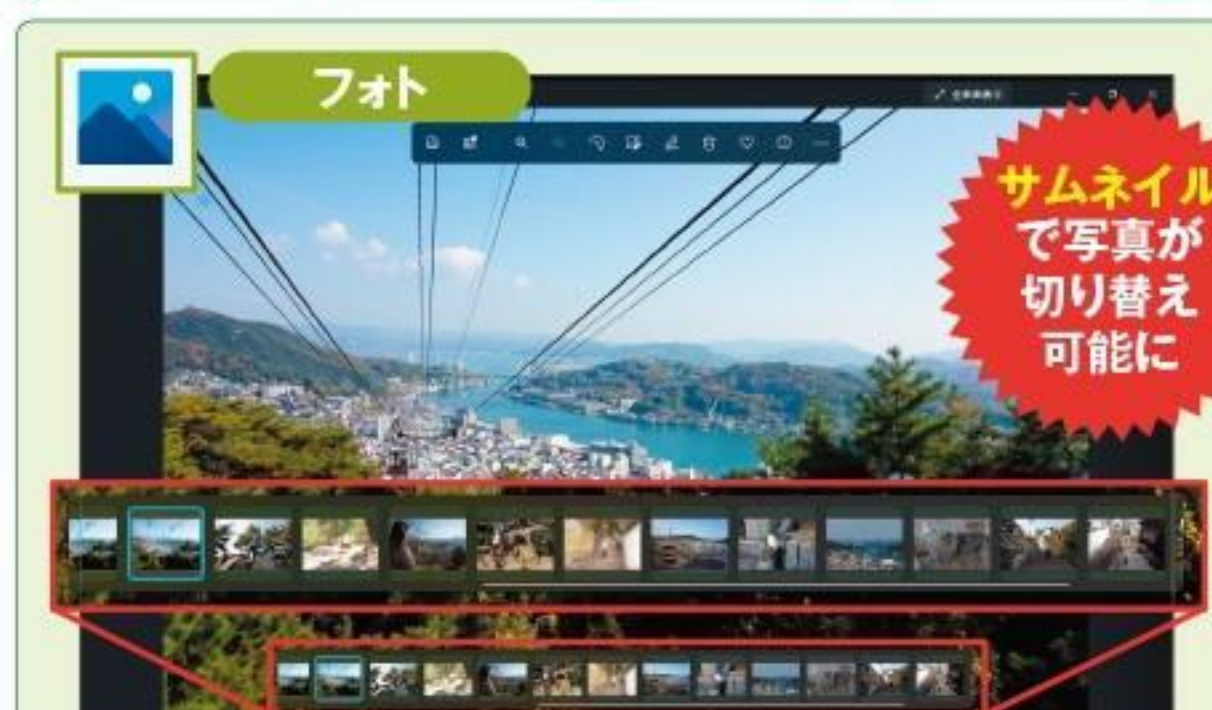 フォト
サムネイル
で写真が
切り替え
可能に